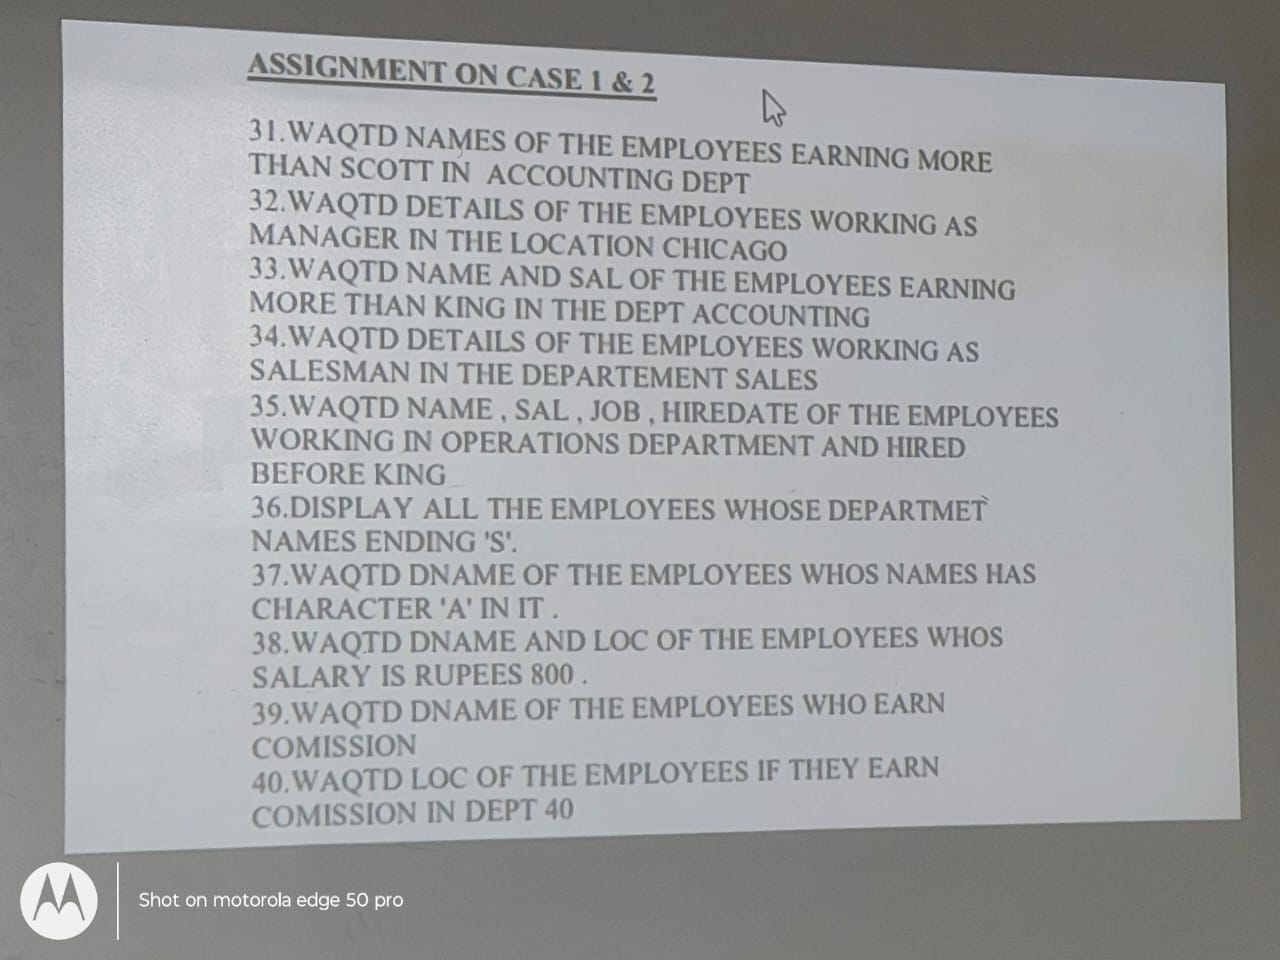 ASSIGNMENT ON CASE 1 & 2
31.WAQTD NAMES OF THE EMPLOYEES EARNING MORE
THAN SCOTT IN ACCOUNTING DEPT
32.WAQTD DETAILS OF THE EMPLOYEES WORKING AS
MANAGER IN THE LOCATION CHICAGO
33.WAQTD NAME AND SAL OF THE EMPLOYEES EARNING
MORE THAN KING IN THE DEPT ACCOUNTING
34.WAQTD DETAILS OF THE EMPLOYEES WORKING AS
SALESMAN IN THE DEPARTEMENT SALES
35.WAQTD NAME , SAL , JOB , HIREDATE OF THE EMPLOYEES
WORKING IN OPERATIONS DEPARTMENT AND HIRED
BEFORE KING
36.DISPLAY ALL THE EMPLOYEES WHOSE DEPARTMET
NAMES ENDING 'S'.
37.WAQTD DNAME OF THE EMPLOYEES WHOS NAMES HAS
CHARACTER 'A' IN IT .
38.WAQTD DNAME AND LOC OF THE EMPLOYEES WHOS
SALARY IS RUPEES 800 .
39.WAQTD DNAME OF THE EMPLOYEES WHO EARN
COMISSION
40.WAQTD LOC OF THE EMPLOYEES IF THEY EARN
COMISSION IN DEPT 40
Shot on motorola edge 50 pro